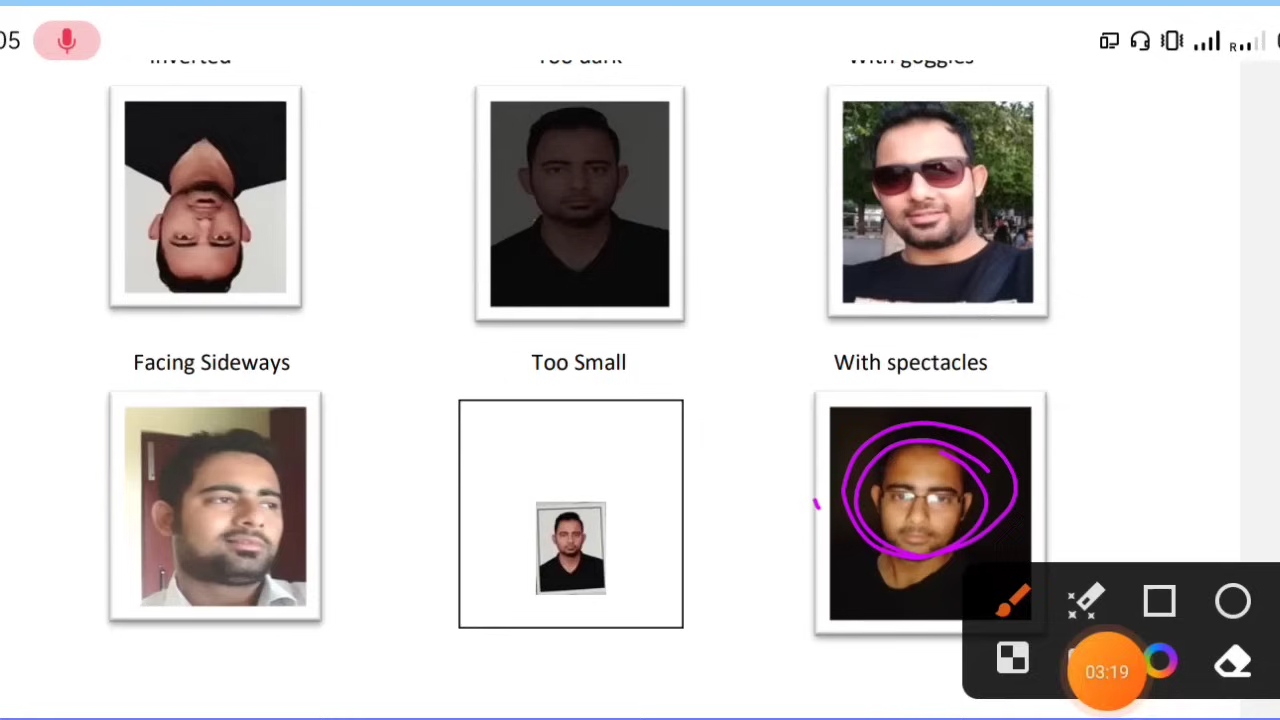 05
Inverted
Too dark
With goggles
Facing Sideways
Too Small
With spectacles
R
03:19